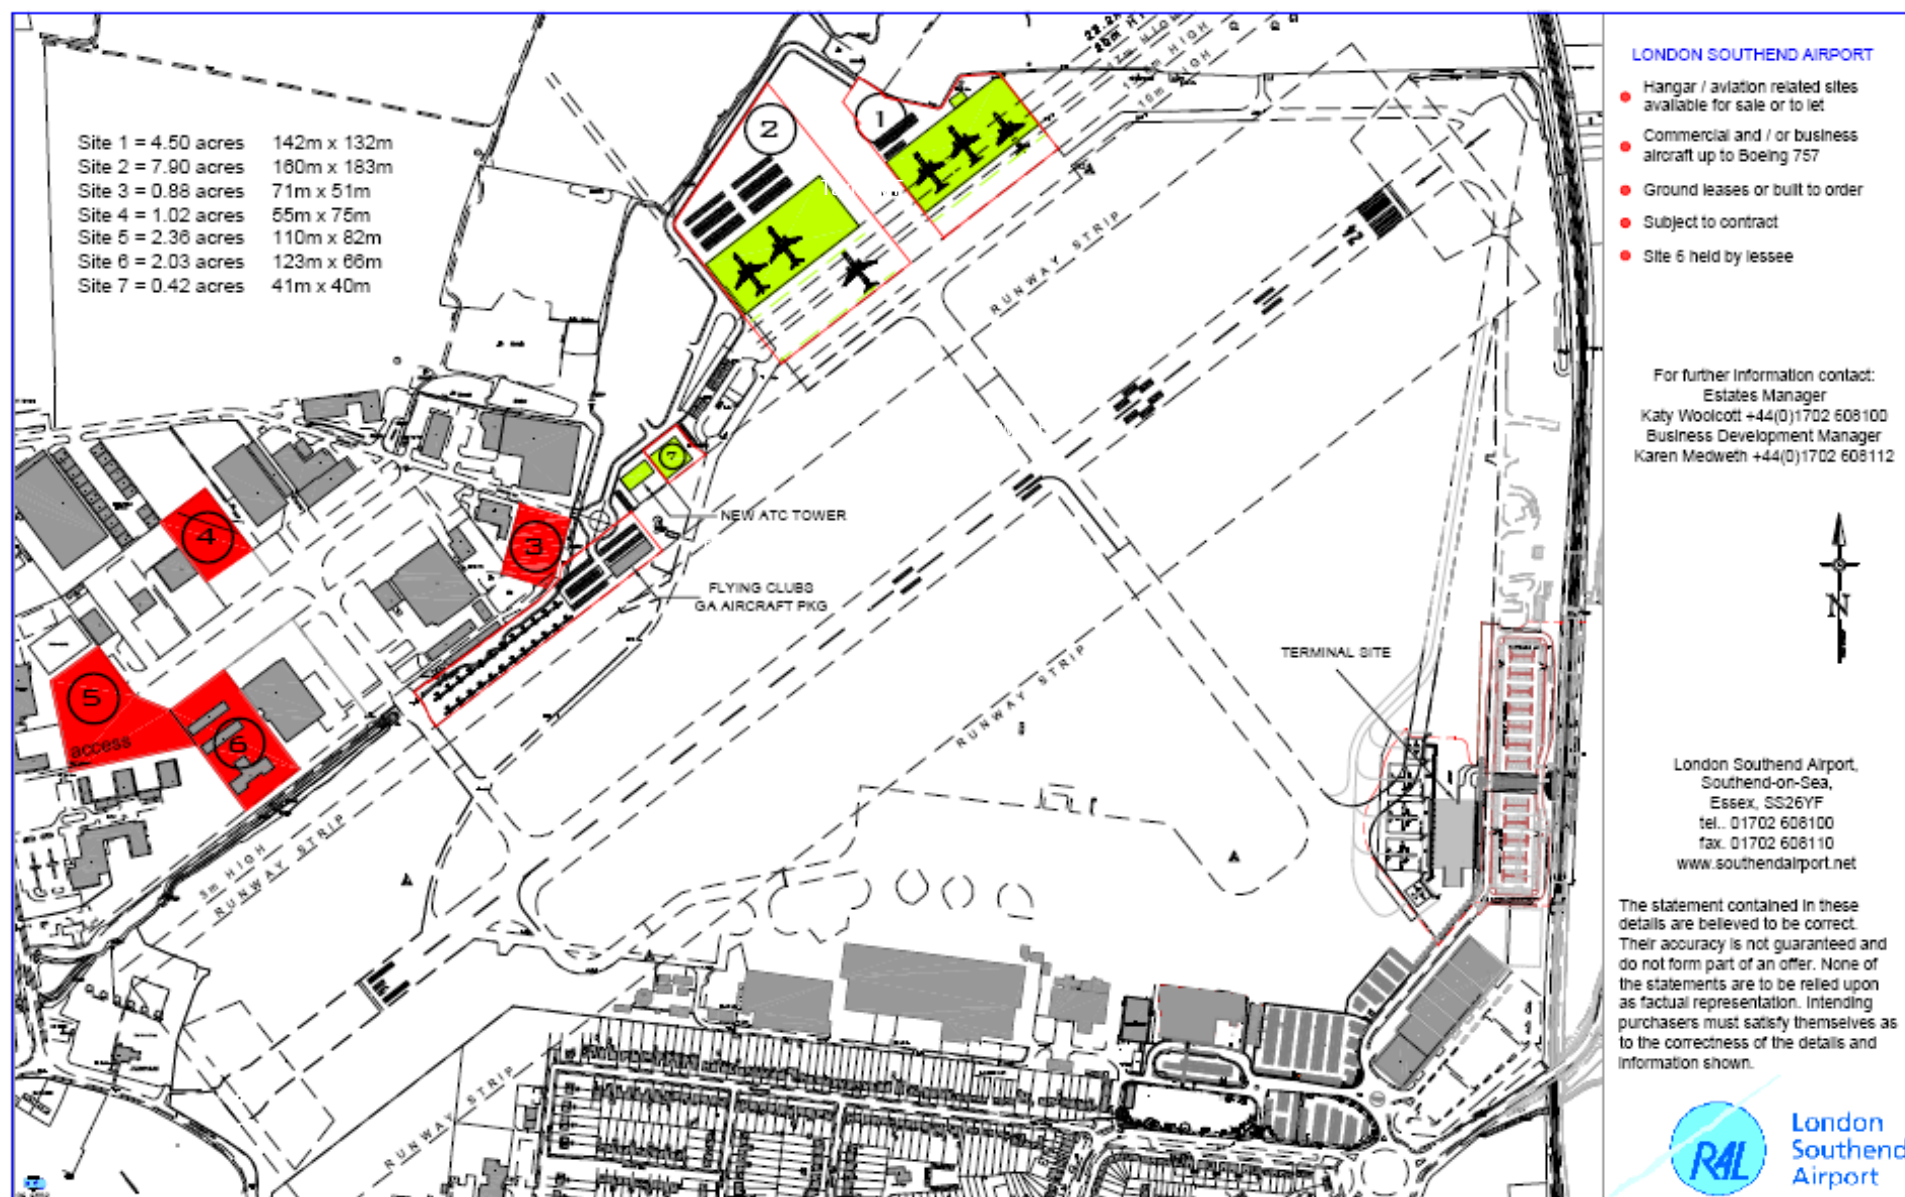 Site 1 = 4.50 acres 142m x 132m
Site 2 = 7.90 acres 160m x 183m
Site 3 = 0.88 acres 71m x 51m
Site 4 = 1.02 acres 55m x 75m
Site 5 = 2.36 acres 110m x 82m
Site 6 = 2.03 acres 123m x 66m
Site 7 = 0.42 acres 41m x 40m
1
2
3
4
5
6
7
access
NEW ATC TOWER
FLYING CLUBS
GA AIRCRAFT PKG
TERMINAL SITE
RUNWAY STRIP
RUNWAY STRIP
3m HIGH
RUNWAY STRIP
RUNWAY STRIP
10m HIGH
LONDON SOUTHEND AIRPORT
Hangar / aviation related sites
available for sale or to let
Commercial and / or business
aircraft up to Boeing 757
Ground leases or built to order
Subject to contract
Site 6 held by lessee
For further information contact:
Estates Manager
Katy Woolcott +44(0)1702 608100
Business Development Manager
Karen Medweth +44(0)1702 608112
N
London Southend Airport,
Southend-on-Sea,
Essex, SS26YF
tel.. 01702 608100
fax. 01702 608110
www.southendairport.net
The statement contained in these
details are believed to be correct.
Their accuracy is not guaranteed and
do not form part of an offer. None of
the statements are to be relied upon
as factual representation. Intending
purchasers must satisfy themselves as
to the correctness of the details and
information shown.
RAL
London
Southend
Airport